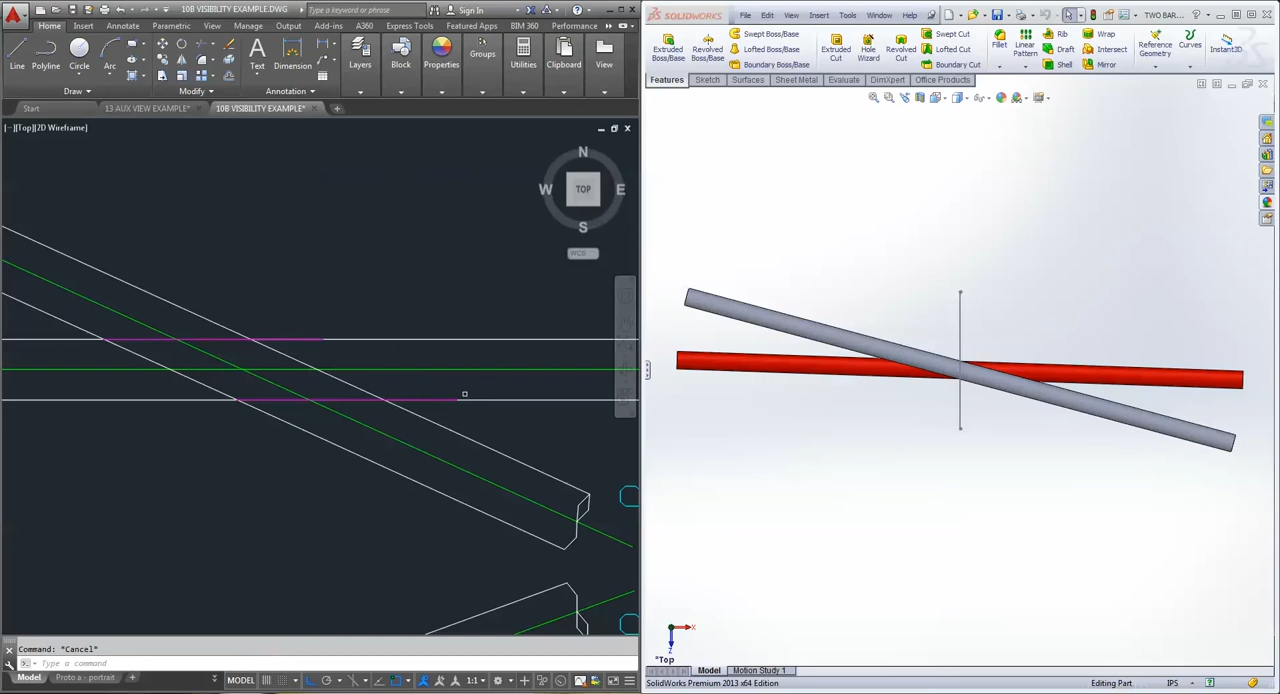 10B VISIBILITY EXAMPLE.DWG
Type a keyword or phrase
Sign In
Home Insert Annotate Parametric View Manage Output Add-ins A360 Express Tools Featured Apps BIM 360 Performance
Line Polyline Circle Arc Text Dimension Layers Block Properties Groups Utilities Clipboard View
Draw Modify Annotation
Start 13 AUX VIEW EXAMPLE* 10B VISIBILITY EXAMPLE*
[−][Top][2D Wireframe]
N
W TOP E
S
WCS
Command: *Cancel*
Type a command
Model Proto a - portrait
MODEL 1:1
SOLIDWORKS File Edit View Insert Tools Window Help TWO BAR...
Extruded Boss/Base
Revolved Boss/Base
Swept Boss/Base
Lofted Boss/Base
Boundary Boss/Base
Extruded Cut
Hole Wizard
Revolved Cut
Swept Cut
Lofted Cut
Boundary Cut
Fillet
Linear Pattern
Rib
Draft
Shell
Wrap
Intersect
Mirror
Reference Geometry
Curves
Instant3D
Features Sketch Surfaces Sheet Metal Evaluate DimXpert Office Products
X
Z
*Top
Model Motion Study 1
SolidWorks Premium 2013 x64 Edition
Editing Part
IPS